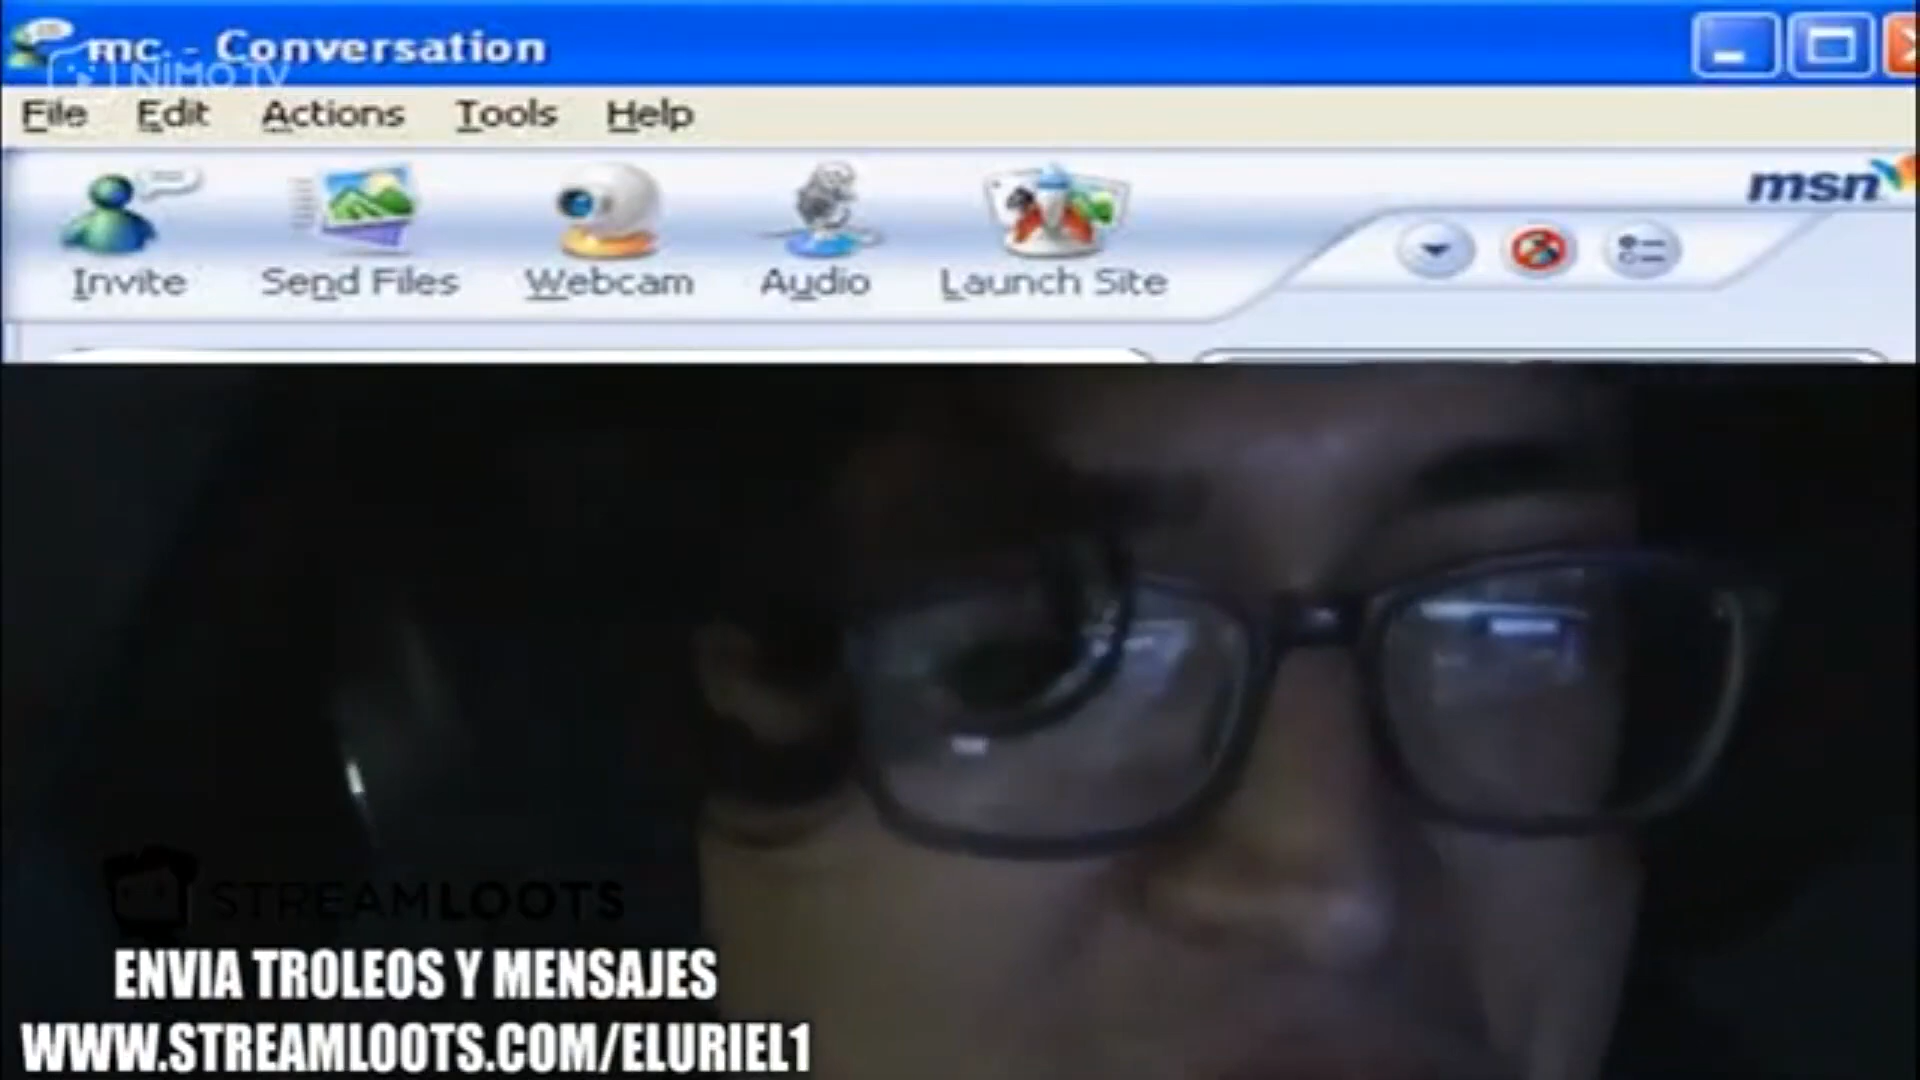 mc - Conversation
NIMO TV
File Edit Actions Tools Help
msn
Invite Send Files Webcam Audio Launch Site
STREAMLOOTS
ENVIA TROLEOS Y MENSAJES
WWW.STREAMLOOTS.COM/ELURIEL1